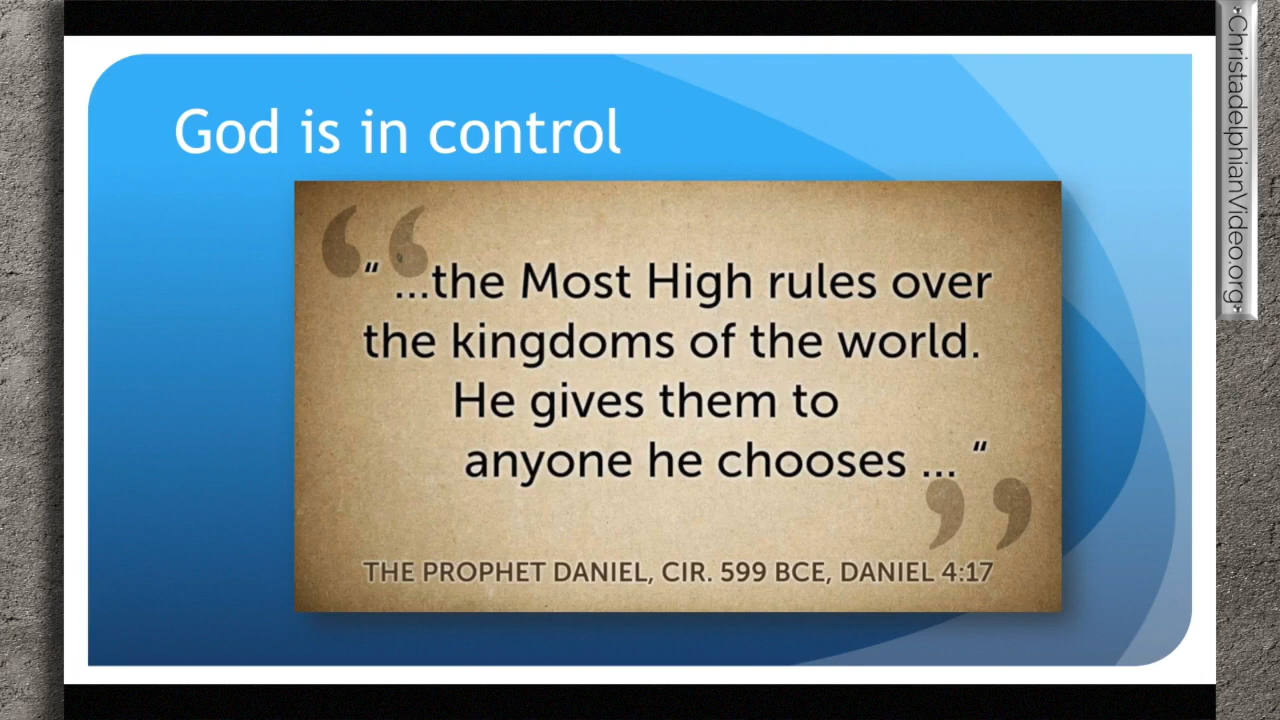 God is in control
“ ...the Most High rules over
the kingdoms of the world.
He gives them to
anyone he chooses ... “
THE PROPHET DANIEL, CIR. 599 BCE, DANIEL 4:17
•ChristadelphianVideo.org•